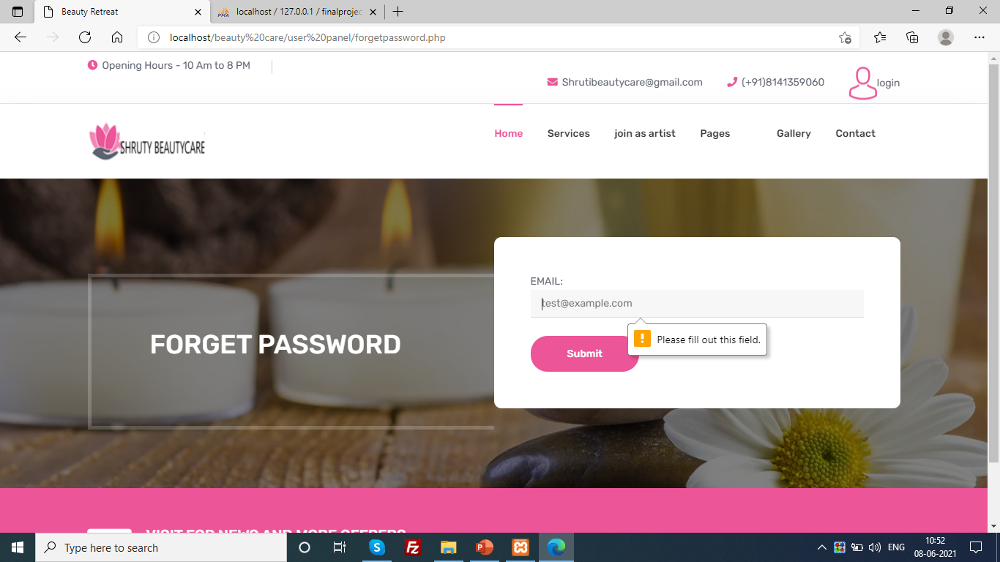 Beauty Retreat
localhost / 127.0.0.1 / finalprojec
localhost/beauty%20care/user%20panel/forgetpassword.php
Opening Hours - 10 Am to 8 PM
Shrutibeautycare@gmail.com
(+91)8141359060
login
SHRUTY BEAUTYCARE
Home
Services
join as artist
Pages
Gallery
Contact
FORGET PASSWORD
EMAIL:
test@example.com
Please fill out this field.
Submit
VISIT FOR NEWS AND MORE OFFERS
Type here to search
ENG
10:52
08-06-2021